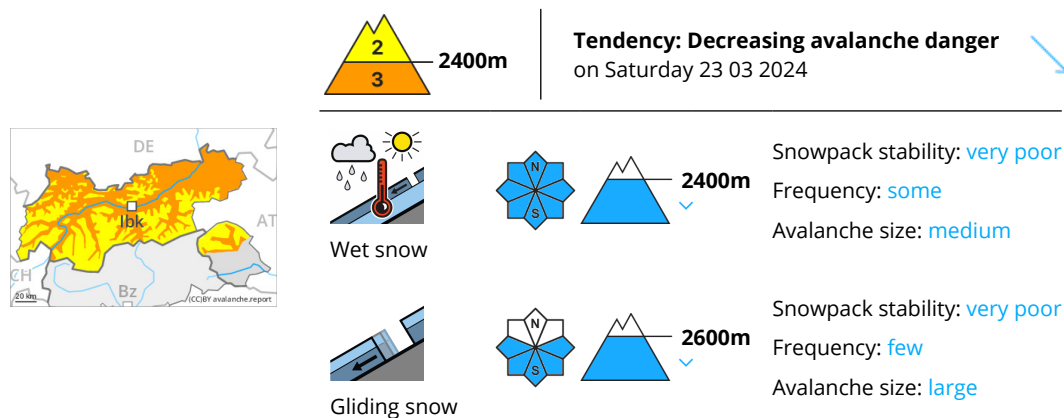 2
3
2400m
Tendency: Decreasing avalanche danger
on Saturday 23 03 2024
DE
Ibk
AT
CH
Bz
20 km
(CC)BY avalanche.report
N
S
2400m
Wet snow
Snowpack stability: very poor
Frequency: some
Avalanche size: medium
N
S
2600m
Gliding snow
Snowpack stability: very poor
Frequency: few
Avalanche size: large